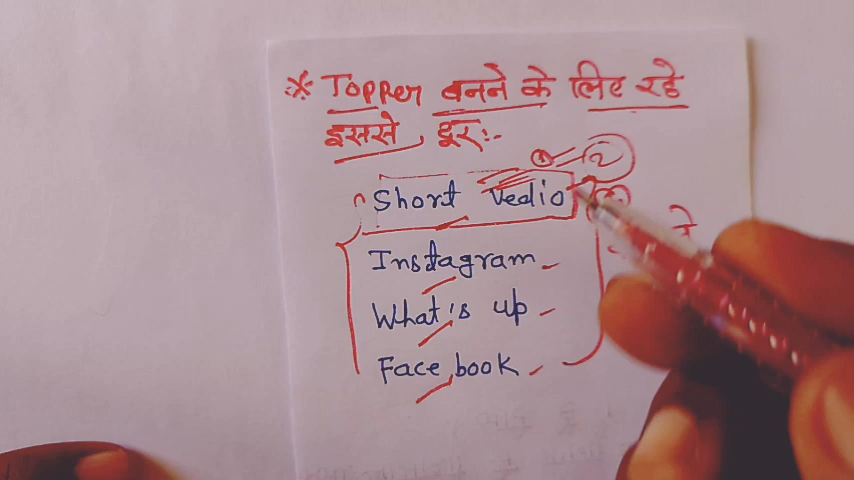 * Topper बनने के लिए रहे
इससे, दूर:-
Short Vedio
Instagram -
What's up -
Face book -